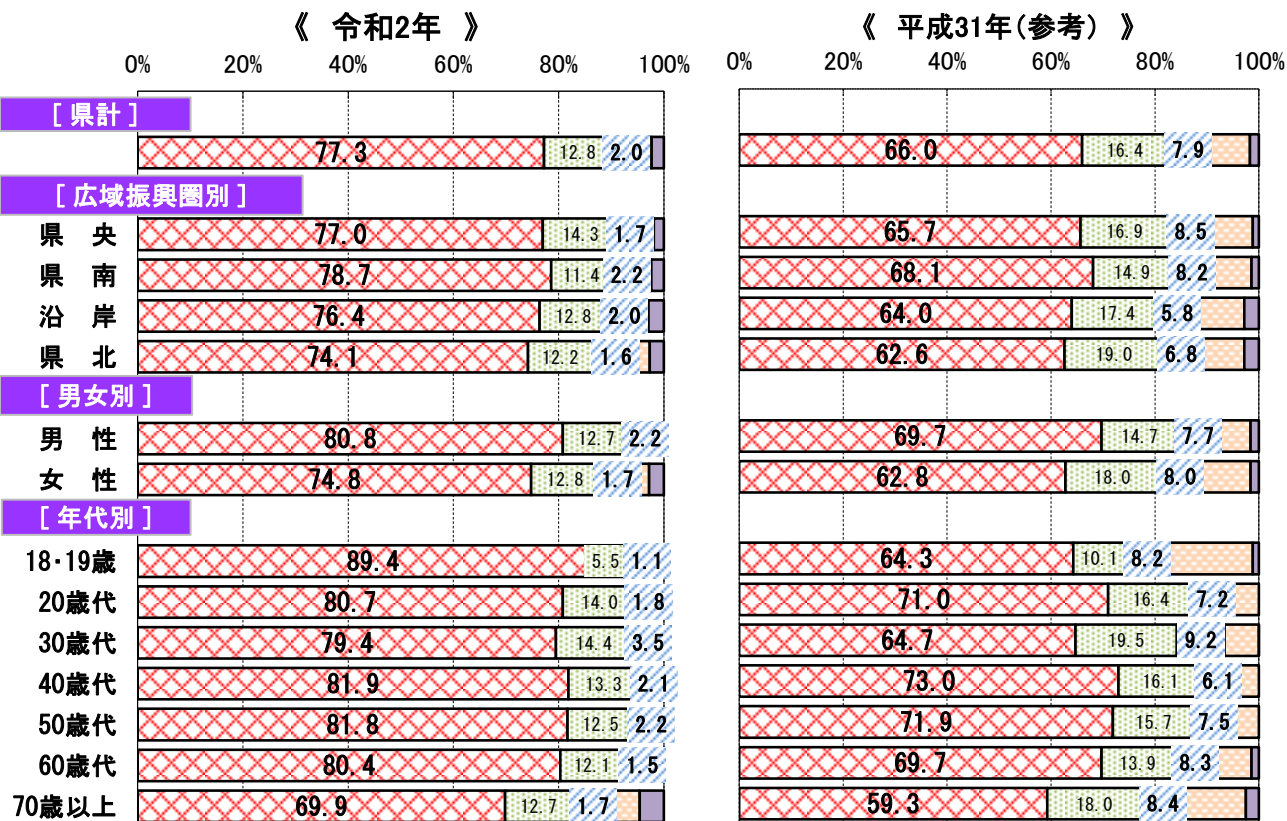 《 令和2年 》 《 平成31年(参考) 》
0% 20% 40% 60% 80% 100% 0% 20% 40% 60% 80% 100%
[ 県計 ]
77.3 12.8 2.0 66.0 16.4 7.9
[ 広域振興圏別 ]
県 央 77.0 14.3 1.7 65.7 16.9 8.5
県 南 78.7 11.4 2.2 68.1 14.9 8.2
沿 岸 76.4 12.8 2.0 64.0 17.4 5.8
県 北 74.1 12.2 1.6 62.6 19.0 6.8
[ 男女別 ]
男 性 80.8 12.7 2.2 69.7 14.7 7.7
女 性 74.8 12.8 1.7 62.8 18.0 8.0
[ 年代別 ]
18・19歳 89.4 5.5 1.1 64.3 10.1 8.2
20歳代 80.7 14.0 1.8 71.0 16.4 7.2
30歳代 79.4 14.4 3.5 64.7 19.5 9.2
40歳代 81.9 13.3 2.1 73.0 16.1 6.1
50歳代 81.8 12.5 2.2 71.9 15.7 7.5
60歳代 80.4 12.1 1.5 69.7 13.9 8.3
70歳以上 69.9 12.7 1.7 59.3 18.0 8.4